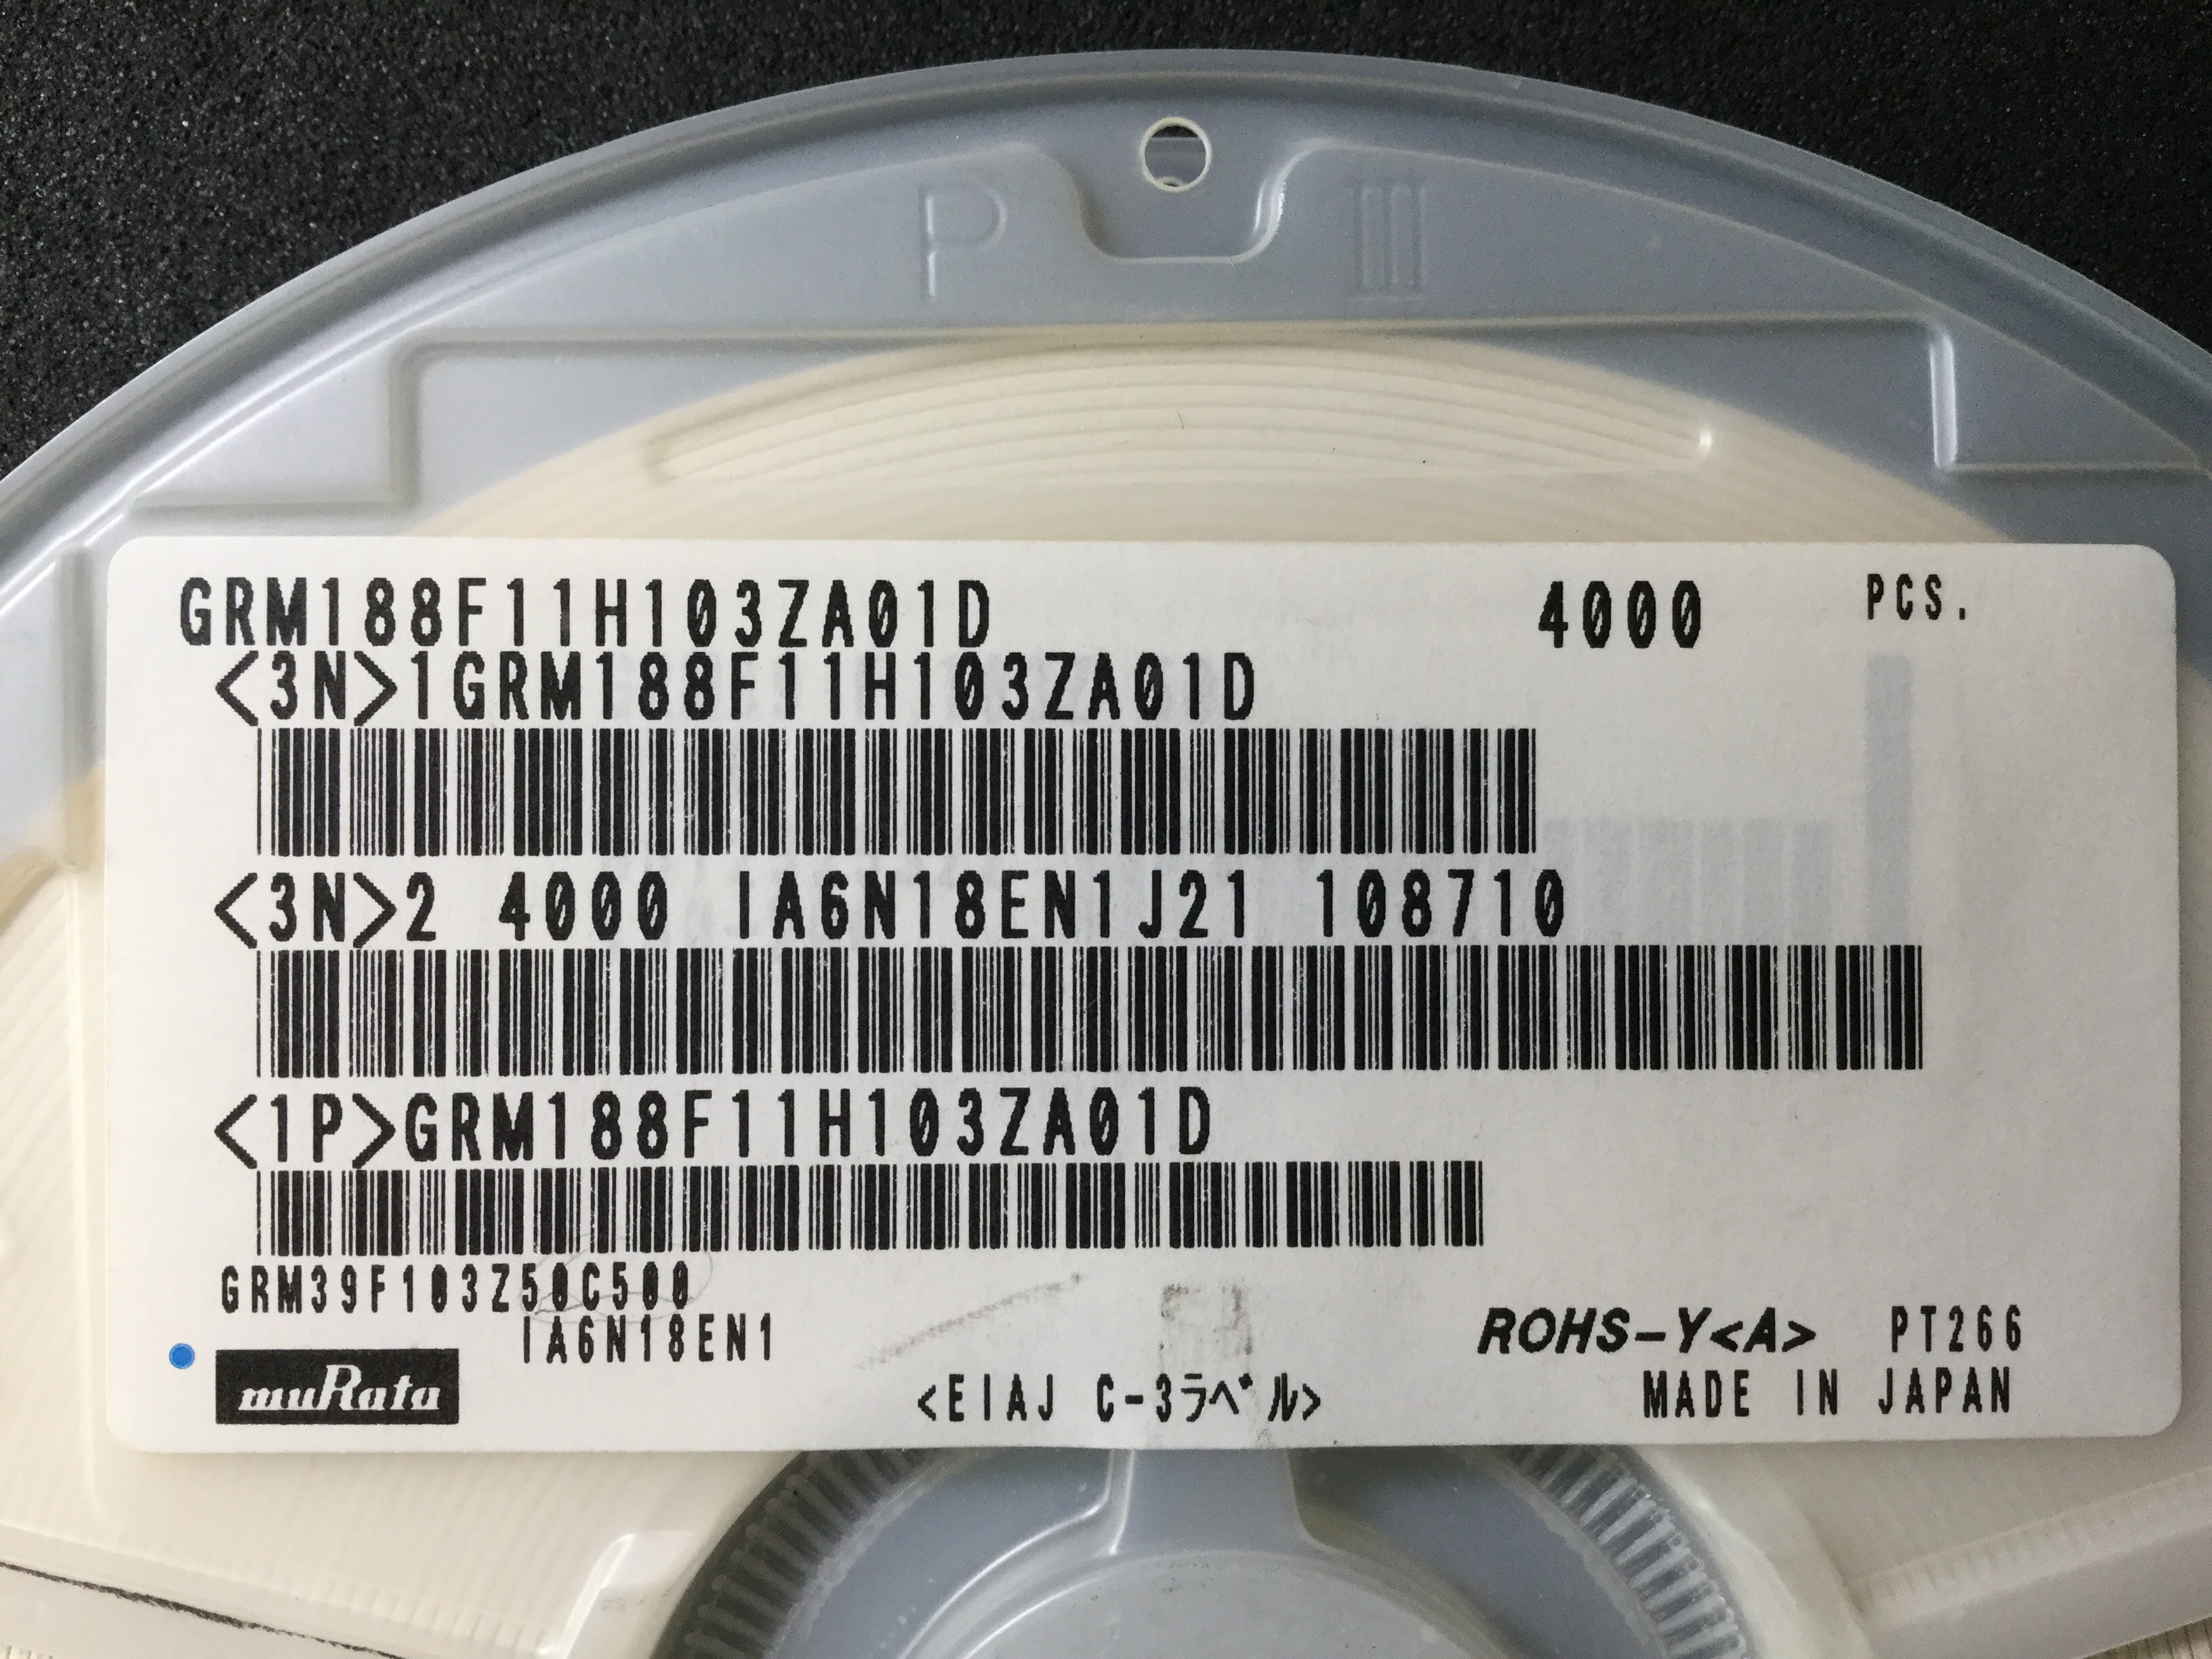 P III
GRM188F11H103ZA01D 4000 PCS.
<3N>1GRM188F11H103ZA01D
<3N>2 4000 IA6N18EN1J21 108710
<1P>GRM188F11H103ZA01D
GRM39F103Z50C500
IA6N18EN1
muRata
<EIAJ C-3ラベル>
ROHS-Y<A> PT266
MADE IN JAPAN